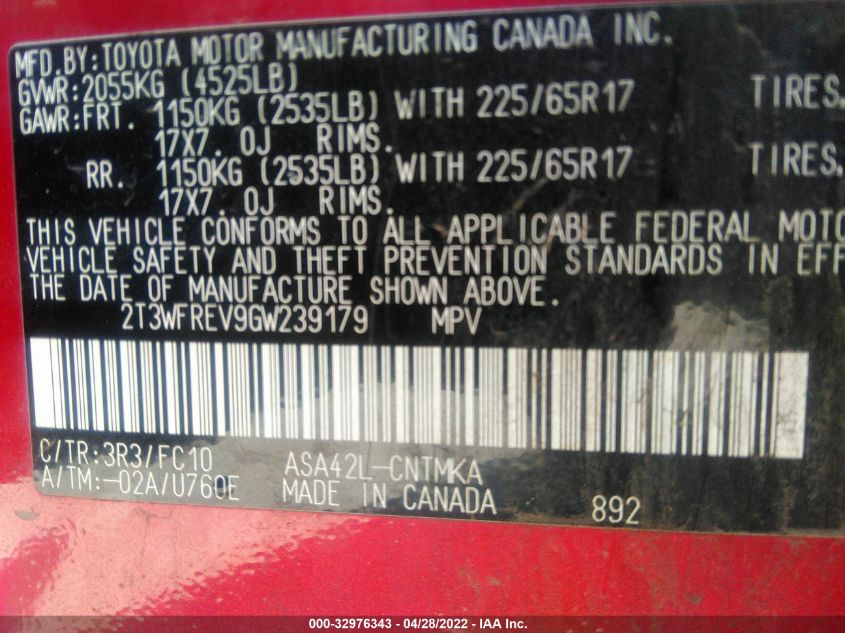 MFD.BY:TOYOTA MOTOR MANUFACTURING CANADA INC.
GVWR:2055KG (4525LB)
GAWR:FRT. 1150KG (2535LB) WITH 225/65R17 TIRES.
17X7. 0J RIMS.
RR. 1150KG (2535LB) WITH 225/65R17 TIRES.
17X7. 0J RIMS.
THIS VEHICLE CONFORMS TO ALL APPLICABLE FEDERAL MOTO
VEHICLE SAFETY AND THEFT PREVENTION STANDARDS IN EFF
THE DATE OF MANUFACTURE SHOWN ABOVE.
2T3WFREV9GW239179 MPV
C/TR:3R3/FC10 ASA42L-CNTMKA
A/TM:-02A/U760E MADE IN CANADA 892
000-32976343 - 04/28/2022 - IAA Inc.